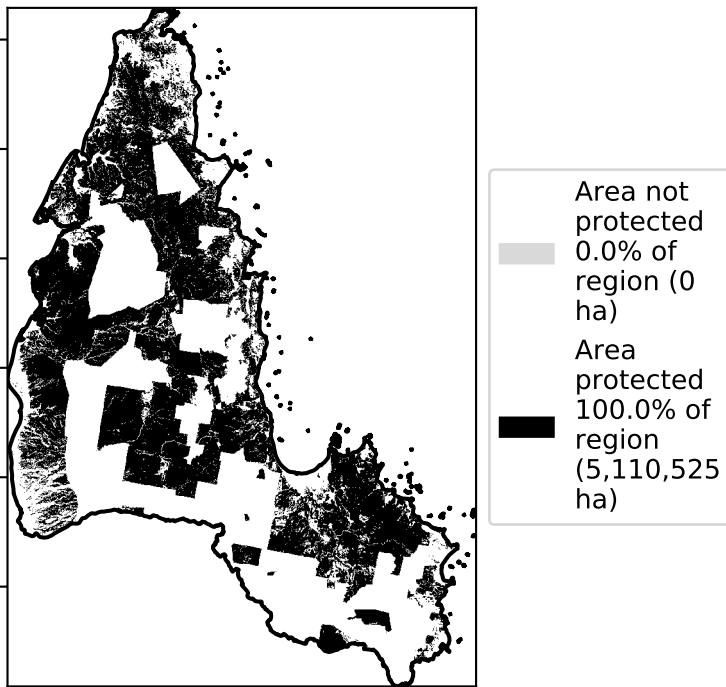 Area not
protected
0.0% of
region (0
ha)
Area
protected
100.0% of
region
(5,110,525
ha)